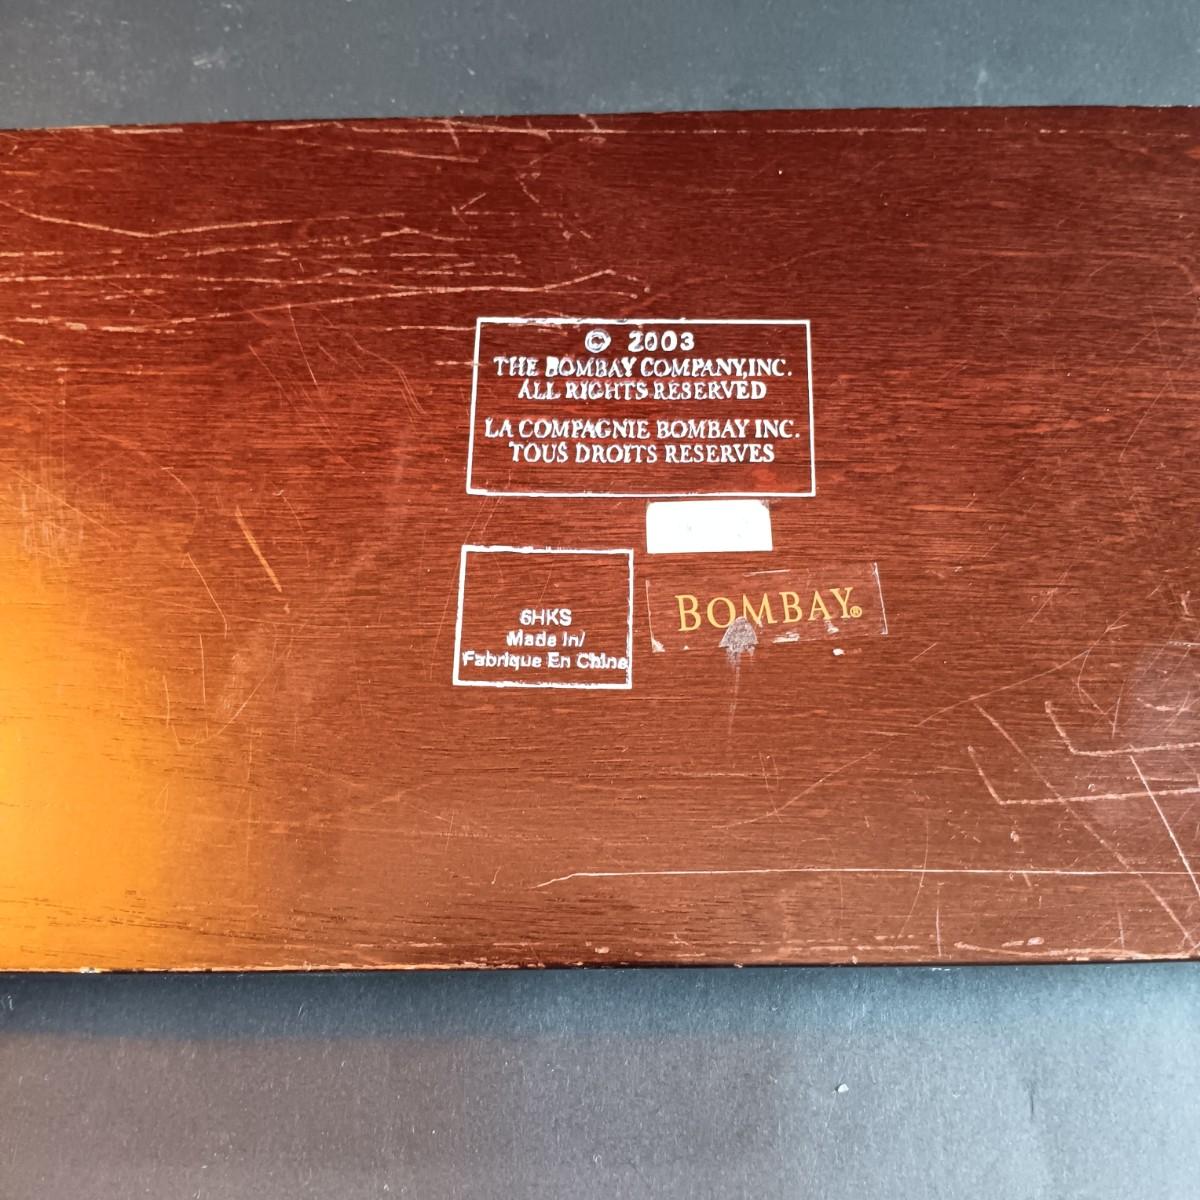 © 2003
THE BOMBAY COMPANY,INC.
ALL RIGHTS RESERVED
LA COMPAGNIE BOMBAY INC.
TOUS DROITS RESERVES
6HKS
Made In/
Fabrique En Chine
BOMBAY®